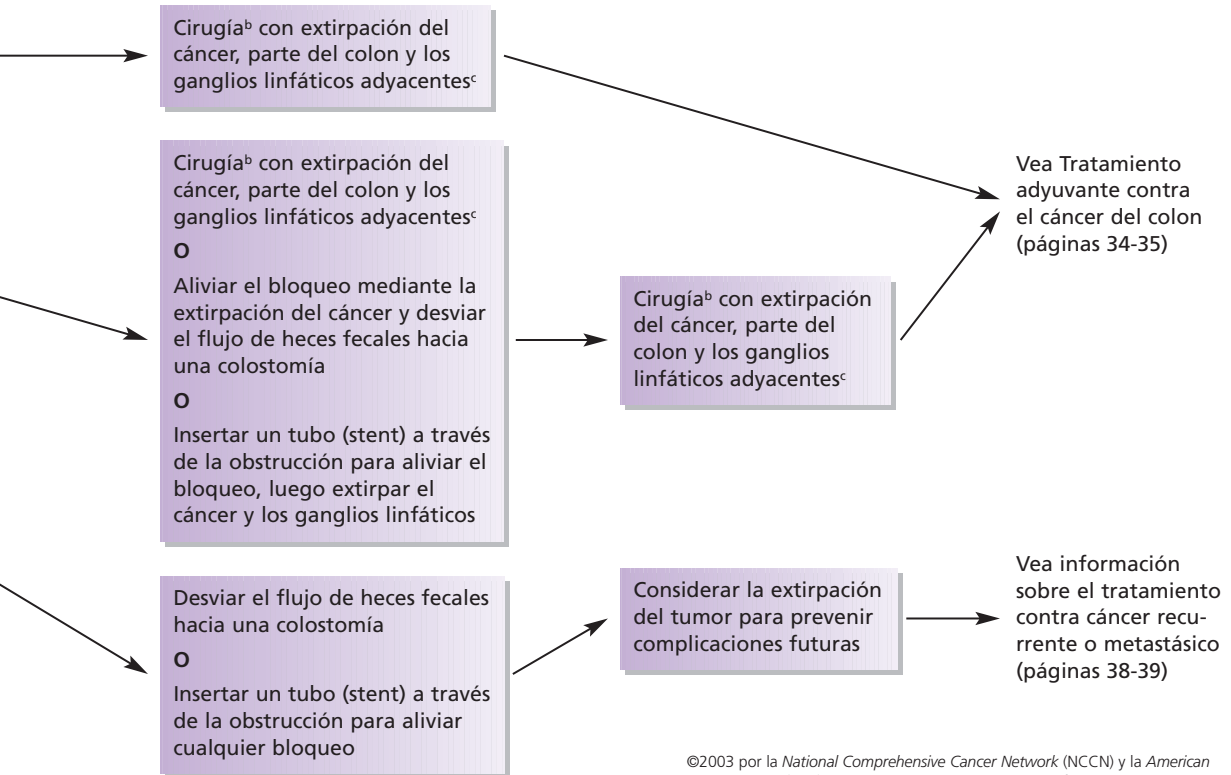 Cirugíaᵇ con extirpación del
cáncer, parte del colon y los
ganglios linfáticos adyacentesᶜ
Cirugíaᵇ con extirpación del
cáncer, parte del colon y los
ganglios linfáticos adyacentesᶜ
O
Aliviar el bloqueo mediante la
extirpación del cáncer y desviar
el flujo de heces fecales hacia
una colostomía
O
Insertar un tubo (stent) a través
de la obstrucción para aliviar el
bloqueo, luego extirpar el
cáncer y los ganglios linfáticos
Cirugíaᵇ con extirpación
del cáncer, parte del
colon y los ganglios
linfáticos adyacentesᶜ
Vea Tratamiento
adyuvante contra
el cáncer del colon
(páginas 34-35)
Desviar el flujo de heces fecales
hacia una colostomía
O
Insertar un tubo (stent) a través
de la obstrucción para aliviar
cualquier bloqueo
Considerar la extirpación
del tumor para prevenir
complicaciones futuras
Vea información
sobre el tratamiento
contra cáncer recu-
rrente o metastásico
(páginas 38-39)
©2003 por la National Comprehensive Cancer Network (NCCN) y la American